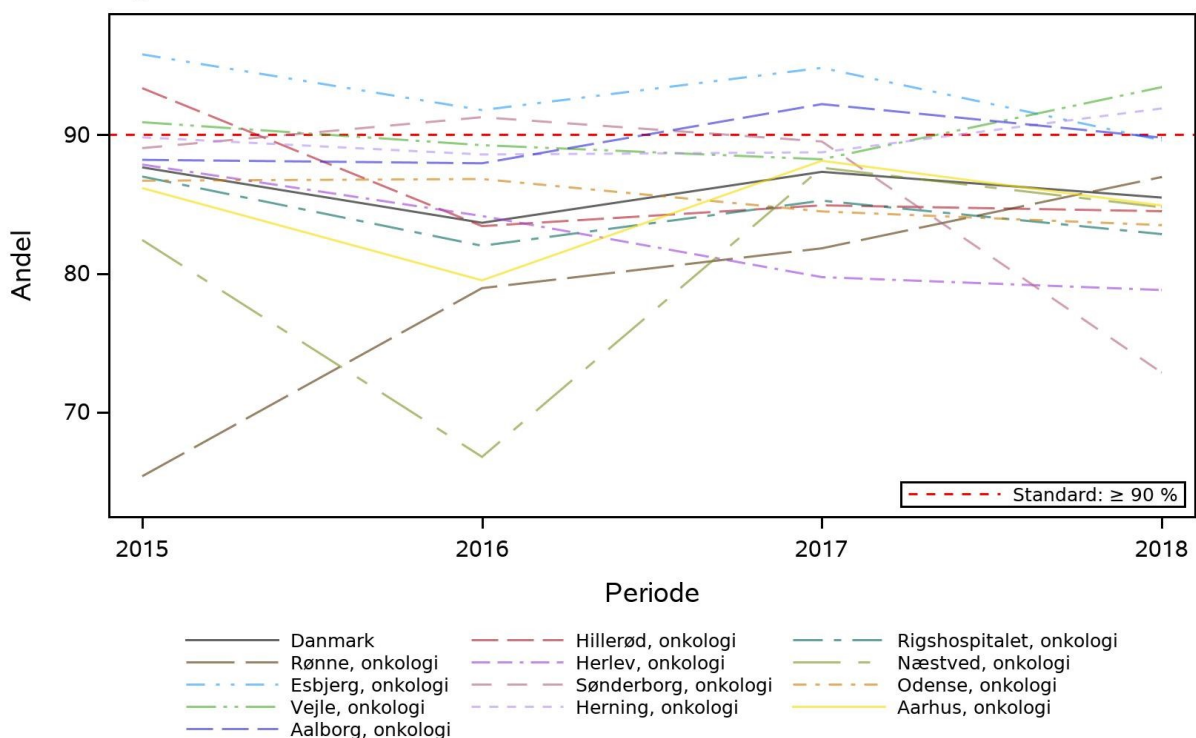 90
80
70
Andel
Standard: ≥ 90 %
2015 2016 2017 2018
Periode
Danmark Hillerød, onkologi Rigshospitalet, onkologi
Rønne, onkologi Herlev, onkologi Næstved, onkologi
Esbjerg, onkologi Sønderborg, onkologi Odense, onkologi
Vejle, onkologi Herning, onkologi Aarhus, onkologi
Aalborg, onkologi